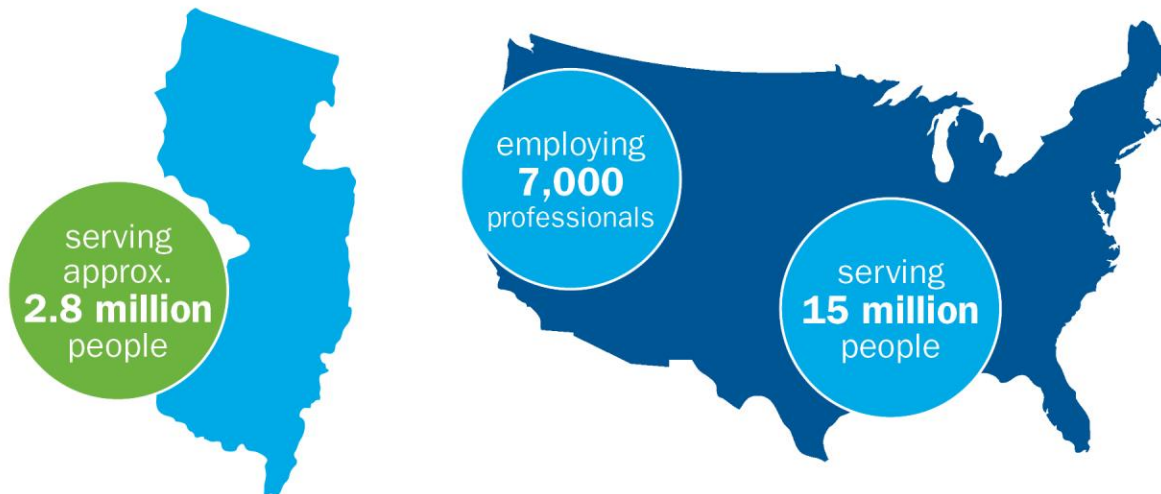 serving
approx.
2.8 million
people
employing
7,000
professionals
serving
15 million
people